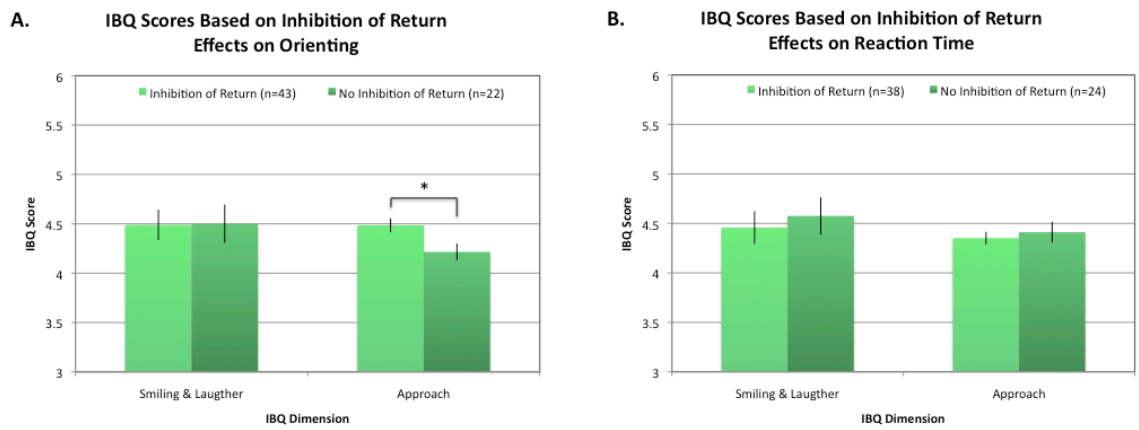 A.
IBQ Scores Based on Inhibition of Return
Effects on Orienting
6
5.5
5
4.5
4
3.5
3
IBQ Score
Inhibition of Return (n=43)
No Inhibition of Return (n=22)
*
Smiling & Laugther
Approach
IBQ Dimension
B.
IBQ Scores Based on Inhibition of Return
Effects on Reaction Time
6
5.5
5
4.5
4
3.5
3
IBQ Score
Inhibition of Return (n=38)
No Inhibition of Return (n=24)
Smiling & Laugther
Approach
IBQ Dimension